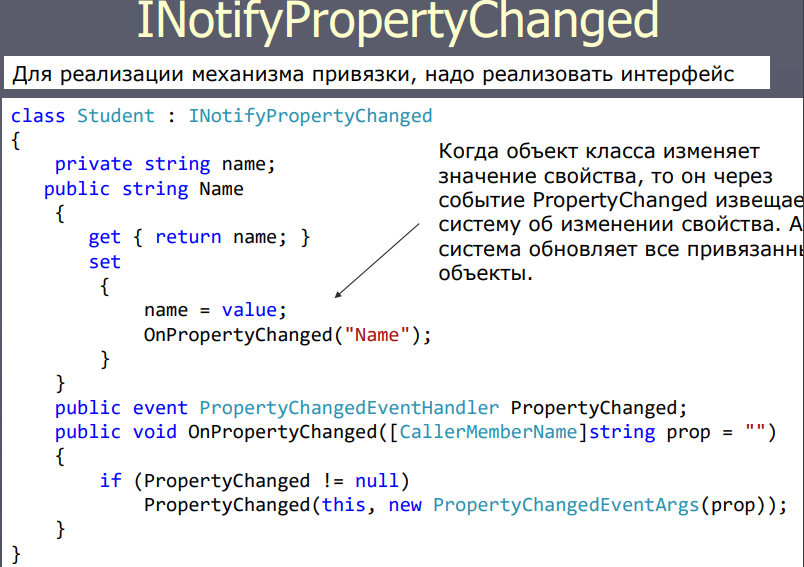 INotifyPropertyChanged
Для реализации механизма привязки, надо реализовать интерфейс
class Student : INotifyPropertyChanged
{
private string name;
public string Name
{
get { return name; }
set
{
name = value;
OnPropertyChanged("Name");
}
}
public event PropertyChangedEventHandler PropertyChanged;
public void OnPropertyChanged([CallerMemberName]string prop = "")
{
if (PropertyChanged != null)
PropertyChanged(this, new PropertyChangedEventArgs(prop));
}
}
Когда объект класса изменяет
значение свойства, то он через
событие PropertyChanged извещае
систему об изменении свойства. А
система обновляет все привязанн
объекты.